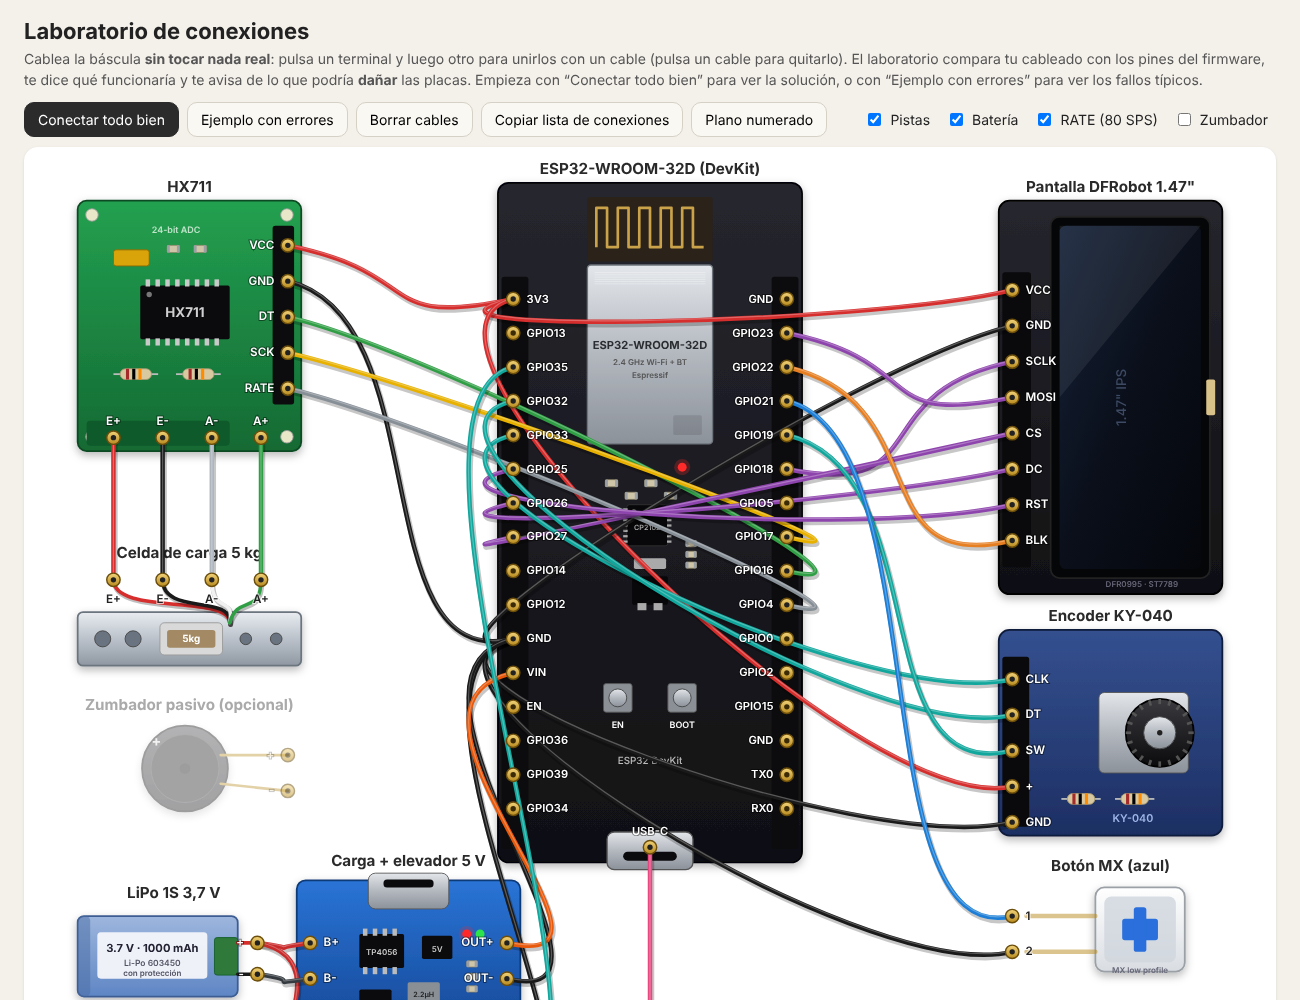 Laboratorio de conexiones
Cablea la báscula sin tocar nada real: pulsa un terminal y luego otro para unirlos con un cable (pulsa un cable para quitarlo). El laboratorio compara tu cableado con los pines del firmware,
te dice qué funcionaría y te avisa de lo que podría dañar las placas. Empieza con “Conectar todo bien” para ver la solución, o con “Ejemplo con errores” para ver los fallos típicos.
Conectar todo bien
Ejemplo con errores
Borrar cables
Copiar lista de conexiones
Plano numerado
Pistas
Batería
RATE (80 SPS)
Zumbador
HX711
24-bit ADC
HX711
VCC
GND
DT
SCK
RATE
E+
E-
A-
A+
Celda de carga 5 kg
E+
E-
A-
A+
5kg
Zumbador pasivo (opcional)
+
+
-
LiPo 1S 3,7 V
3.7 V · 1000 mAh
Li-Po 603450
con protección
+
-
Carga + elevador 5 V
B+
B-
TP4056
5V
2.2µH
OUT+
OUT-
ESP32-WROOM-32D (DevKit)
ESP32-WROOM-32D
2.4 GHz Wi-Fi + BT
Espressif
3V3
GPIO13
GPIO35
GPIO32
GPIO33
GPIO25
GPIO26
GPIO27
GPIO14
GPIO12
GND
VIN
EN
GPIO36
GPIO39
GPIO34
GND
GPIO23
GPIO22
GPIO21
GPIO19
GPIO18
GPIO5
GPIO17
GPIO16
GPIO4
GPIO0
GPIO2
GPIO15
GND
TX0
RX0
EN
BOOT
ESP32 DevKit
USB-C
Pantalla DFRobot 1.47"
VCC
GND
SCLK
MOSI
CS
DC
RST
BLK
1.47" IPS
DFR0995 · ST7789
Encoder KY-040
CLK
DT
SW
+
GND
KY-040
Botón MX (azul)
1
2
MX low profile